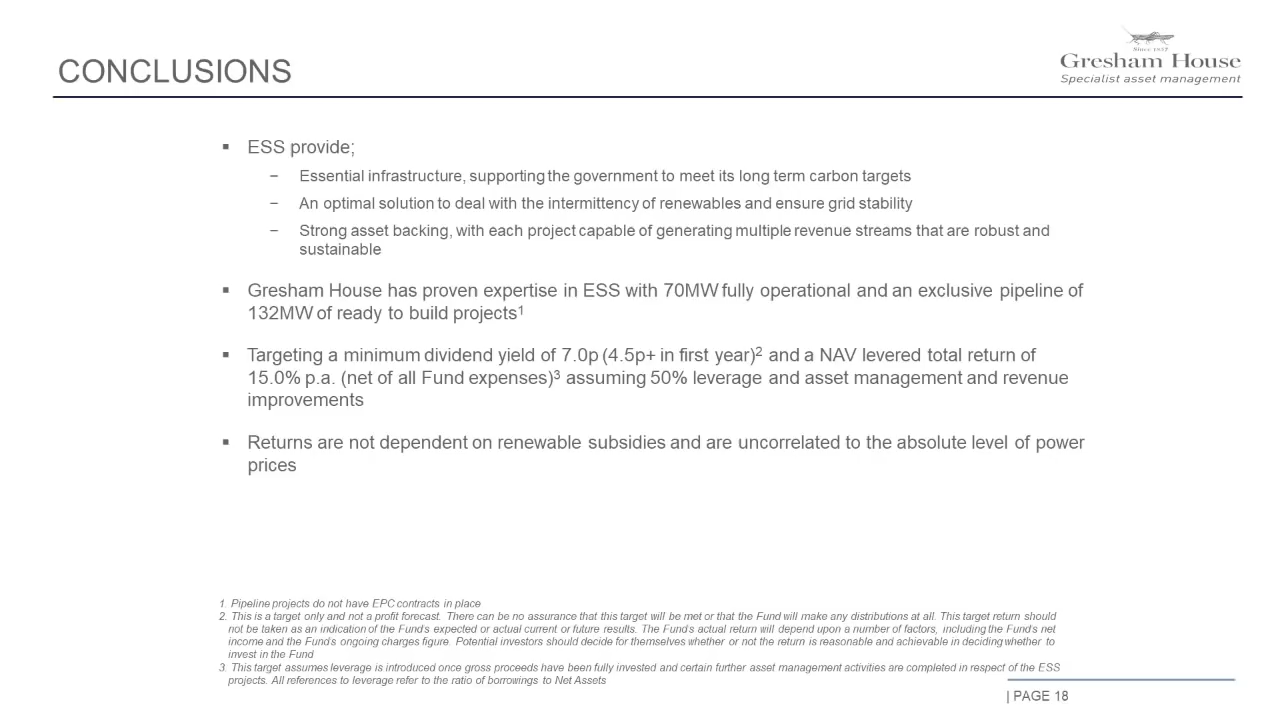 CONCLUSIONS
Since 1857
Gresham House
Specialist asset management
▪ ESS provide;
− Essential infrastructure, supporting the government to meet its long term carbon targets
− An optimal solution to deal with the intermittency of renewables and ensure grid stability
− Strong asset backing, with each project capable of generating multiple revenue streams that are robust and
sustainable
▪ Gresham House has proven expertise in ESS with 70MW fully operational and an exclusive pipeline of
132MW of ready to build projects1
▪ Targeting a minimum dividend yield of 7.0p (4.5p+ in first year)2 and a NAV levered total return of
15.0% p.a. (net of all Fund expenses)3 assuming 50% leverage and asset management and revenue
improvements
▪ Returns are not dependent on renewable subsidies and are uncorrelated to the absolute level of power
prices
1. Pipeline projects do not have EPC contracts in place
2. This is a target only and not a profit forecast. There can be no assurance that this target will be met or that the Fund will make any distributions at all. This target return should
not be taken as an indication of the Fund's expected or actual current or future results. The Fund's actual return will depend upon a number of factors, including the Fund's net
income and the Fund's ongoing charges figure. Potential investors should decide for themselves whether or not the return is reasonable and achievable in deciding whether to
invest in the Fund
3. This target assumes leverage is introduced once gross proceeds have been fully invested and certain further asset management activities are completed in respect of the ESS
projects. All references to leverage refer to the ratio of borrowings to Net Assets
| PAGE 18